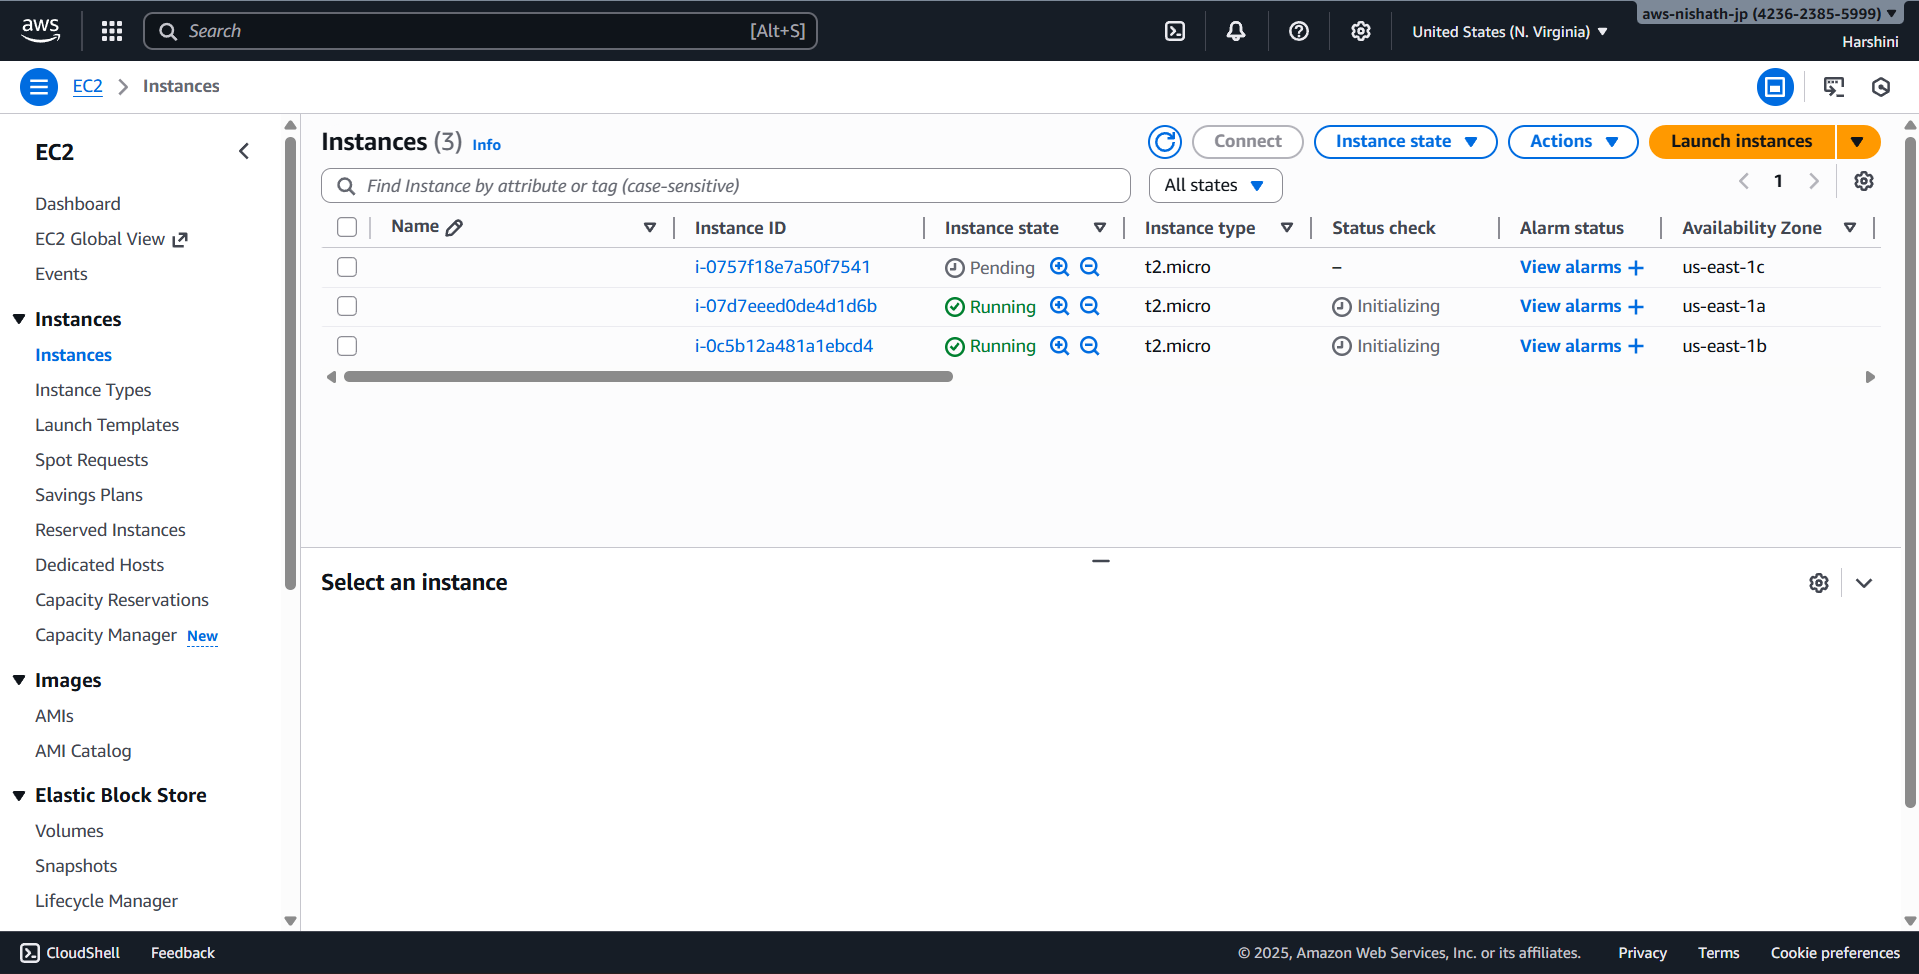 aws
Search [Alt+S]
United States (N. Virginia)
aws-nishath-jp (4236-2385-5999)
Harshini
EC2 Instances
EC2
Dashboard
EC2 Global View
Events
Instances
Instances
Instance Types
Launch Templates
Spot Requests
Savings Plans
Reserved Instances
Dedicated Hosts
Capacity Reservations
Capacity Manager New
Images
AMIs
AMI Catalog
Elastic Block Store
Volumes
Snapshots
Lifecycle Manager
Instances (3) Info
Connect Instance state Actions Launch instances
Find Instance by attribute or tag (case-sensitive) All states 1
Name Instance ID Instance state Instance type Status check Alarm status Availability Zone
i-0757f18e7a50f7541 Pending t2.micro – View alarms + us-east-1c
i-07d7eeed0de4d1d6b Running t2.micro Initializing View alarms + us-east-1a
i-0c5b12a481a1ebcd4 Running t2.micro Initializing View alarms + us-east-1b
Select an instance
CloudShell Feedback © 2025, Amazon Web Services, Inc. or its affiliates. Privacy Terms Cookie preferences